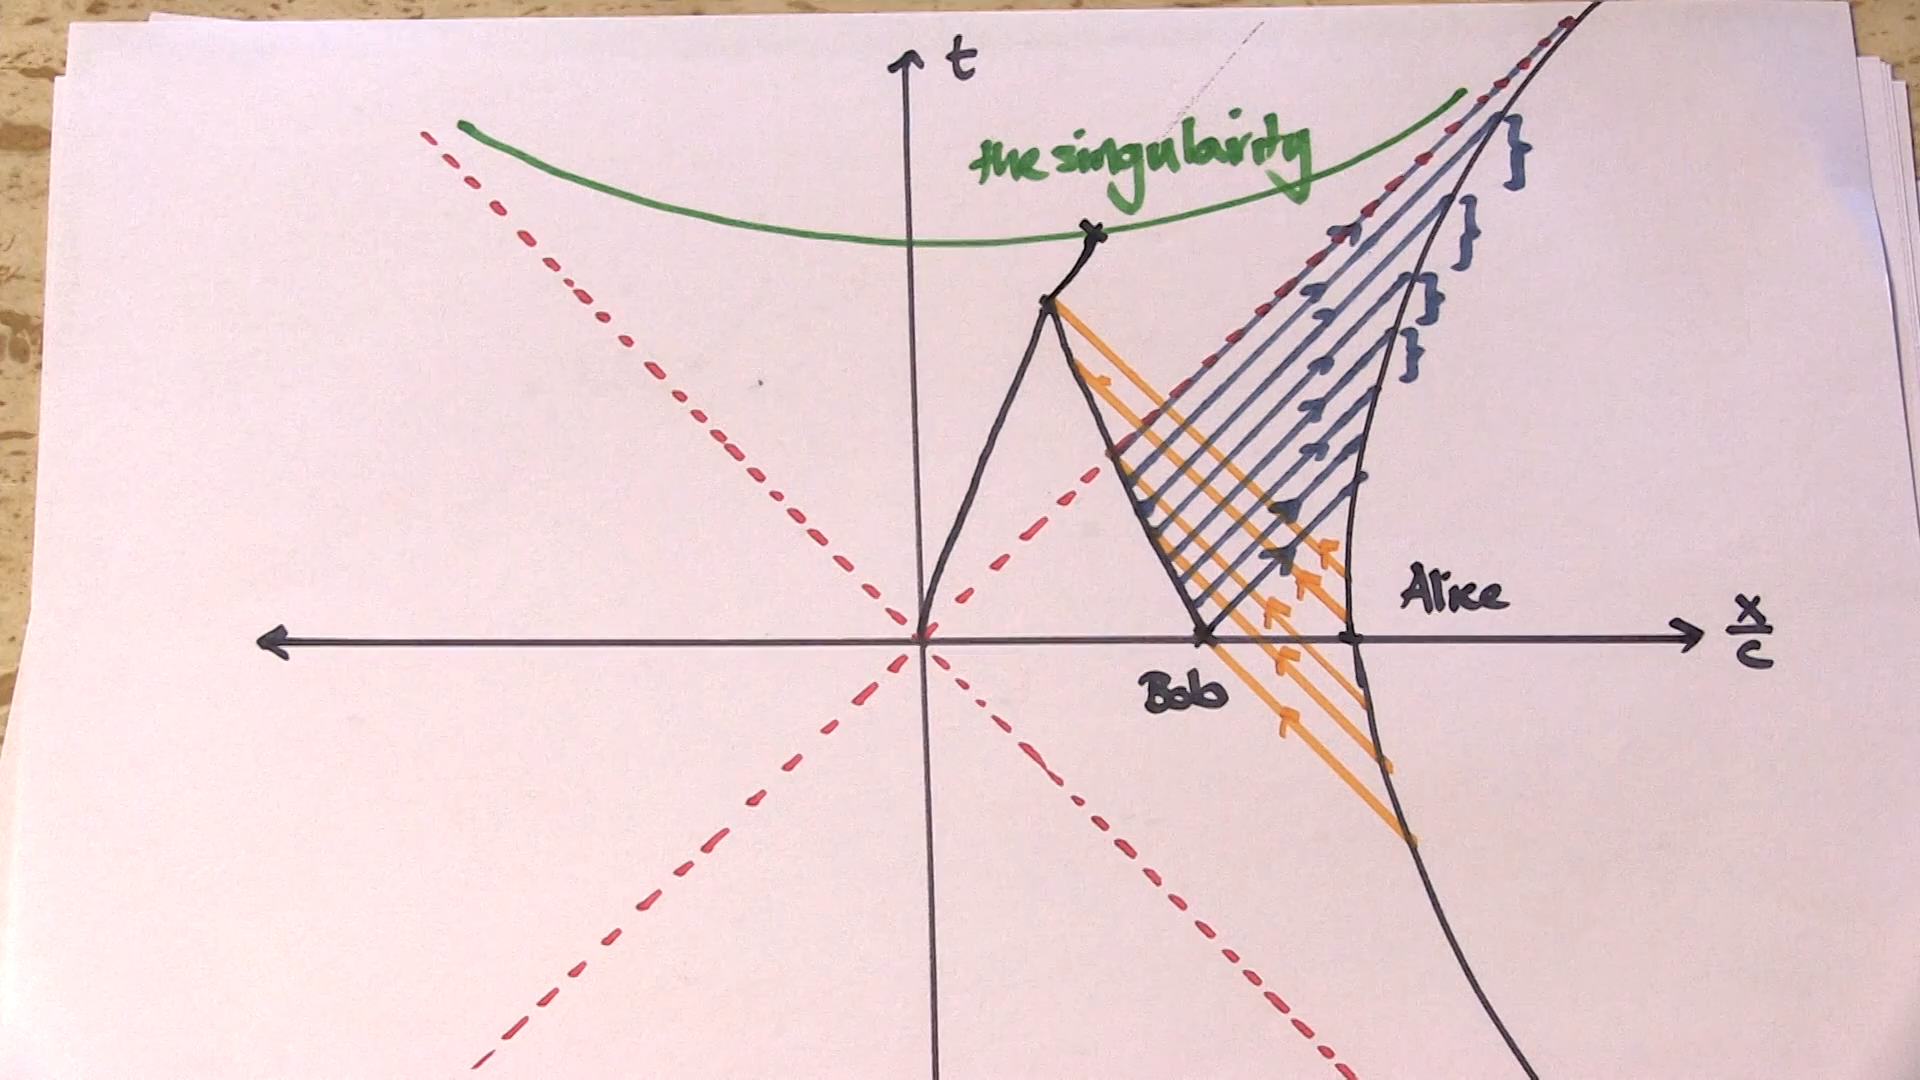 t
the singularity
Alice
x
c
Bob